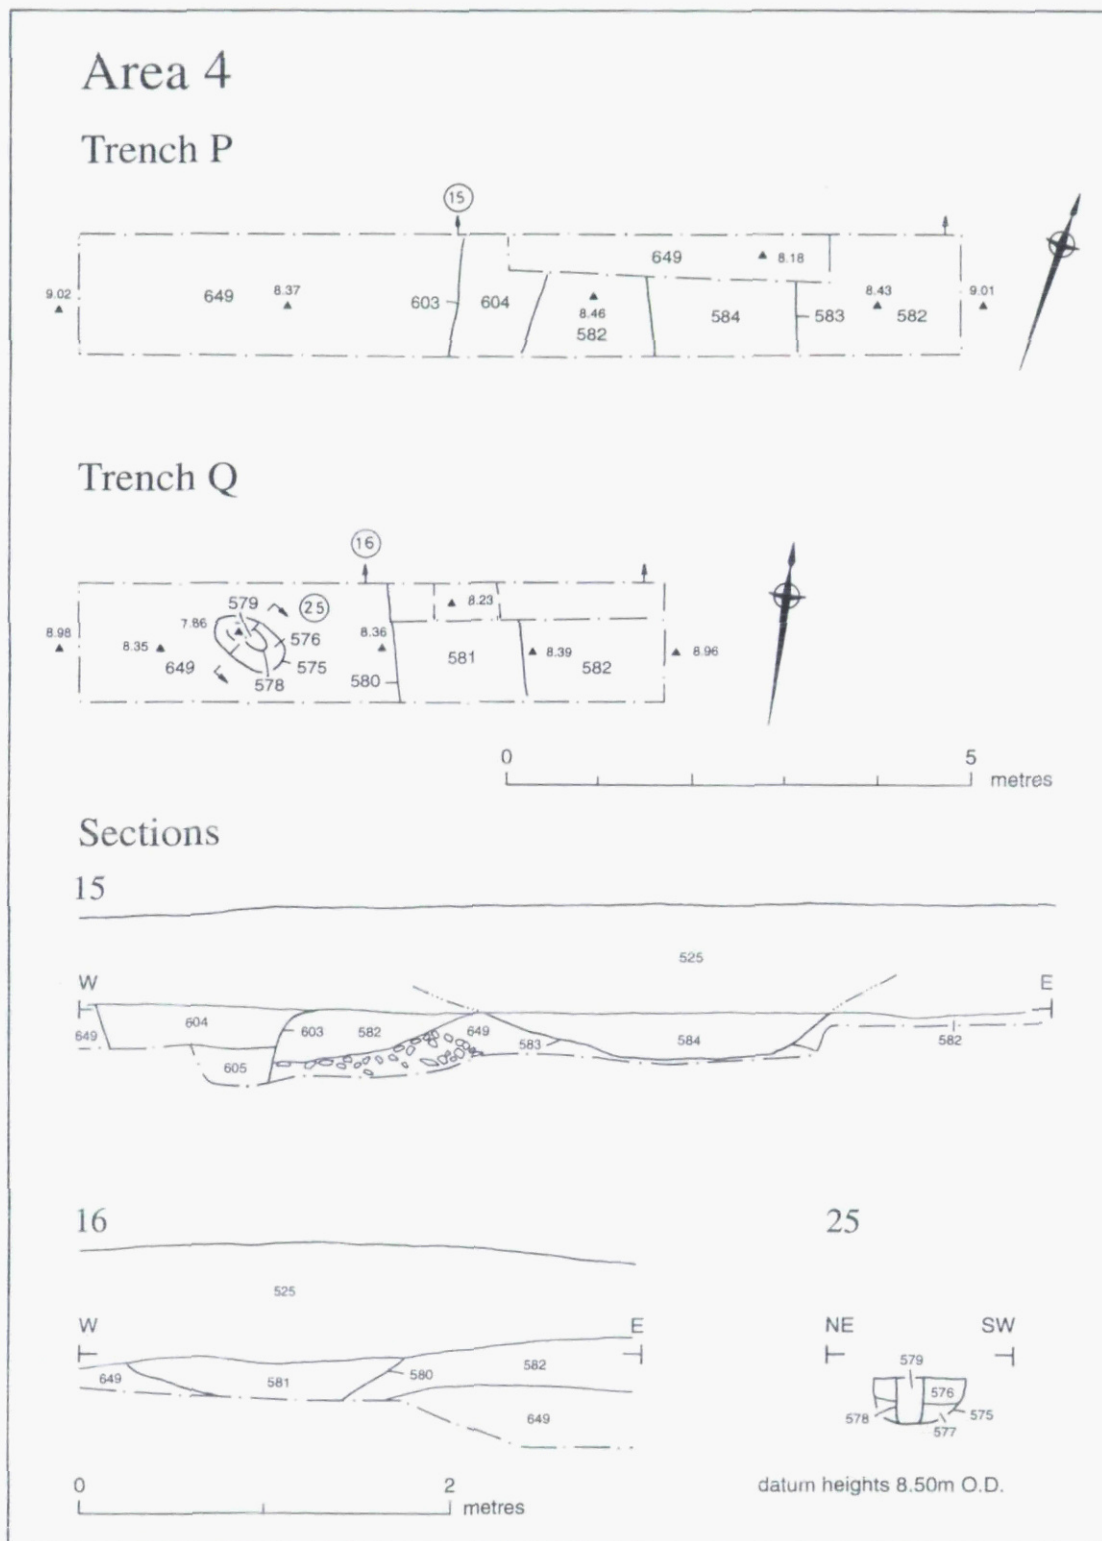 Area 4
Trench P
15
649 8.18
9.02 649 8.37 603 604 8.46 582 584 583 8.43 582 9.01
Trench Q
16
579 25 8.23
8.98 8.35 649 7.86 576 575 578 8.36 580 581 8.39 582 8.96
0 5
metres
Sections
15
525
W E
649 604 603 582 649 583 584 582
605
16 25
525
W E
649 581 580 582
649
NE SW
579
576
578 575
577
0 2
metres
datum heights 8.50m O.D.